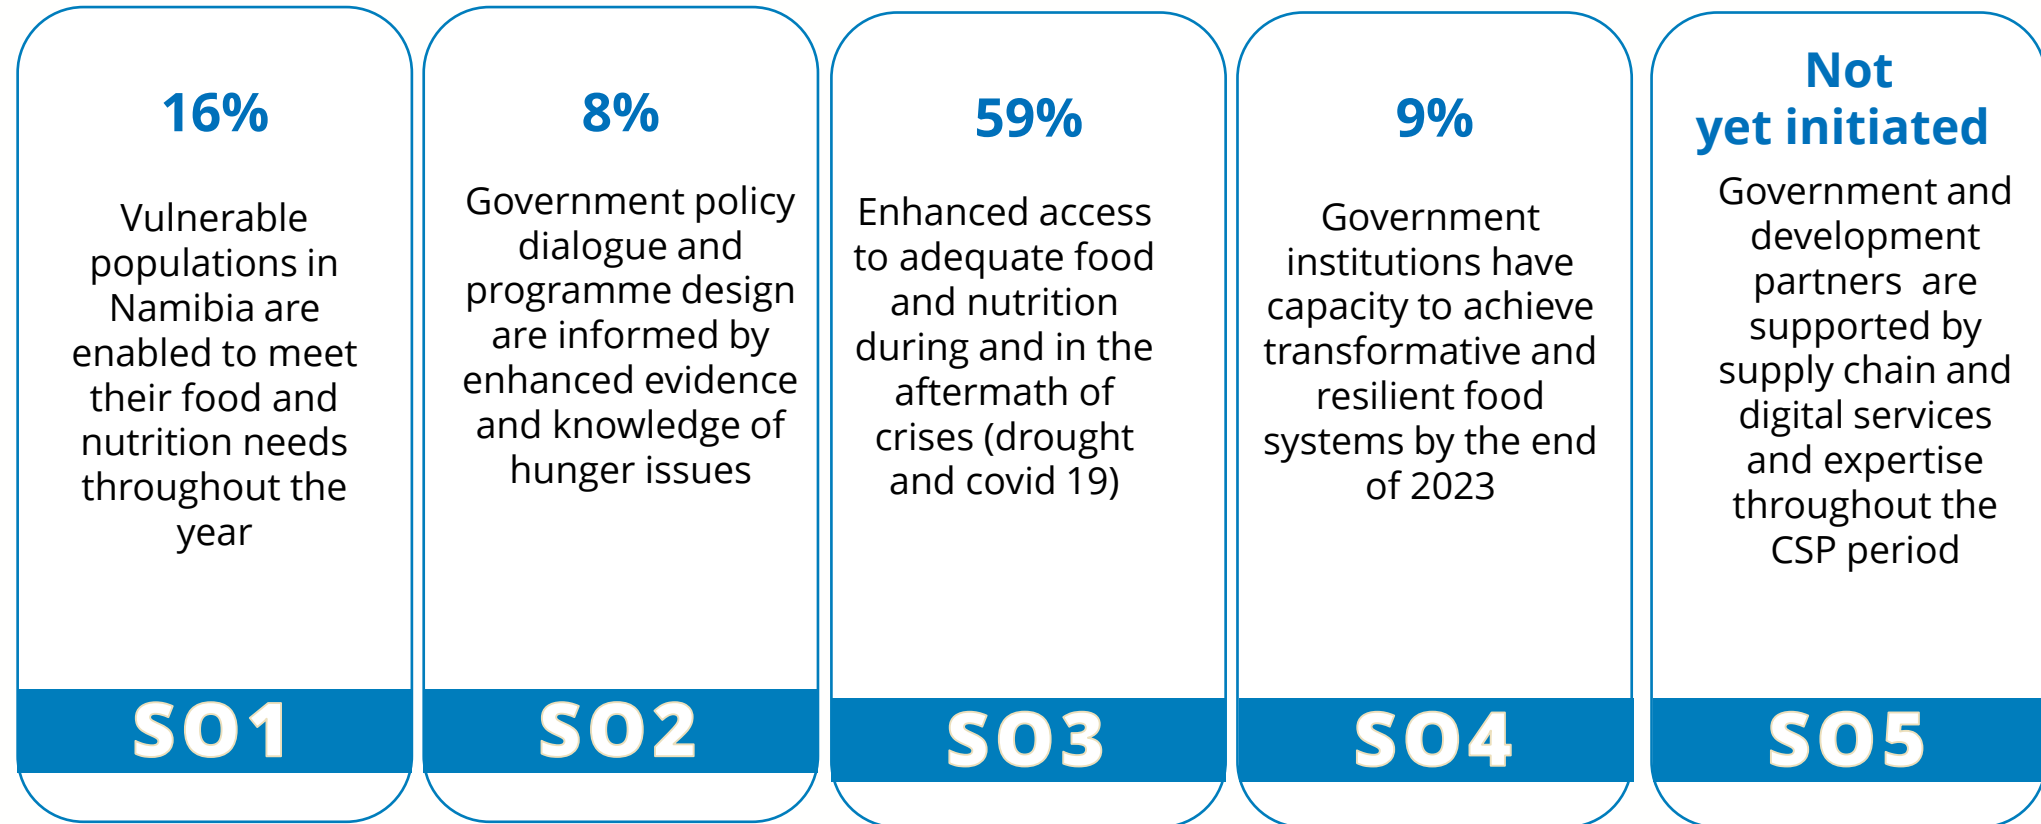 16%
Vulnerable
populations in
Namibia are
enabled to meet
their food and
nutrition needs
throughout the
year
SO1
8%
Government policy
dialogue and
programme design
are informed by
enhanced evidence
and knowledge of
hunger issues
SO2
59%
Enhanced access
to adequate food
and nutrition
during and in the
aftermath of
crises (drought
and covid 19)
SO3
9%
Government
institutions have
capacity to achieve
transformative and
resilient food
systems by the end
of 2023
SO4
Not
yet initiated
Government and
development
partners  are
supported by
supply chain and
digital services
and expertise
throughout the
CSP period
SO5